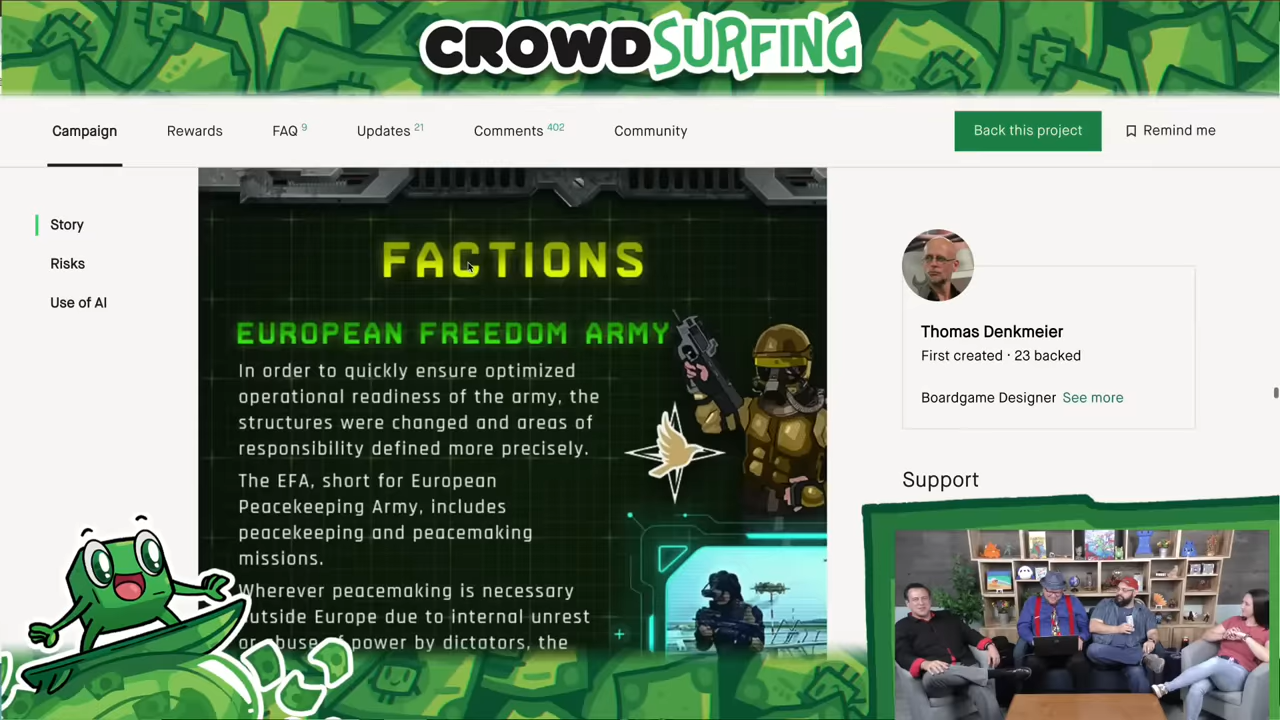 CROWDSURFING
Campaign
Rewards
FAQ 9
Updates 21
Comments 402
Community
Back this project
Remind me
Story
Risks
Use of AI
FACTIONS
EUROPEAN FREEDOM ARMY
In order to quickly ensure optimized
operational readiness of the army, the
structures were changed and areas of
responsibility defined more precisely.
The EFA, short for European
Peacekeeping Army, includes
peacekeeping and peacemaking
missions.
Wherever peacemaking is necessary
outside Europe due to internal unrest
or abuse of power by dictators, the
Thomas Denkmeier
First created · 23 backed
Boardgame Designer See more
Support